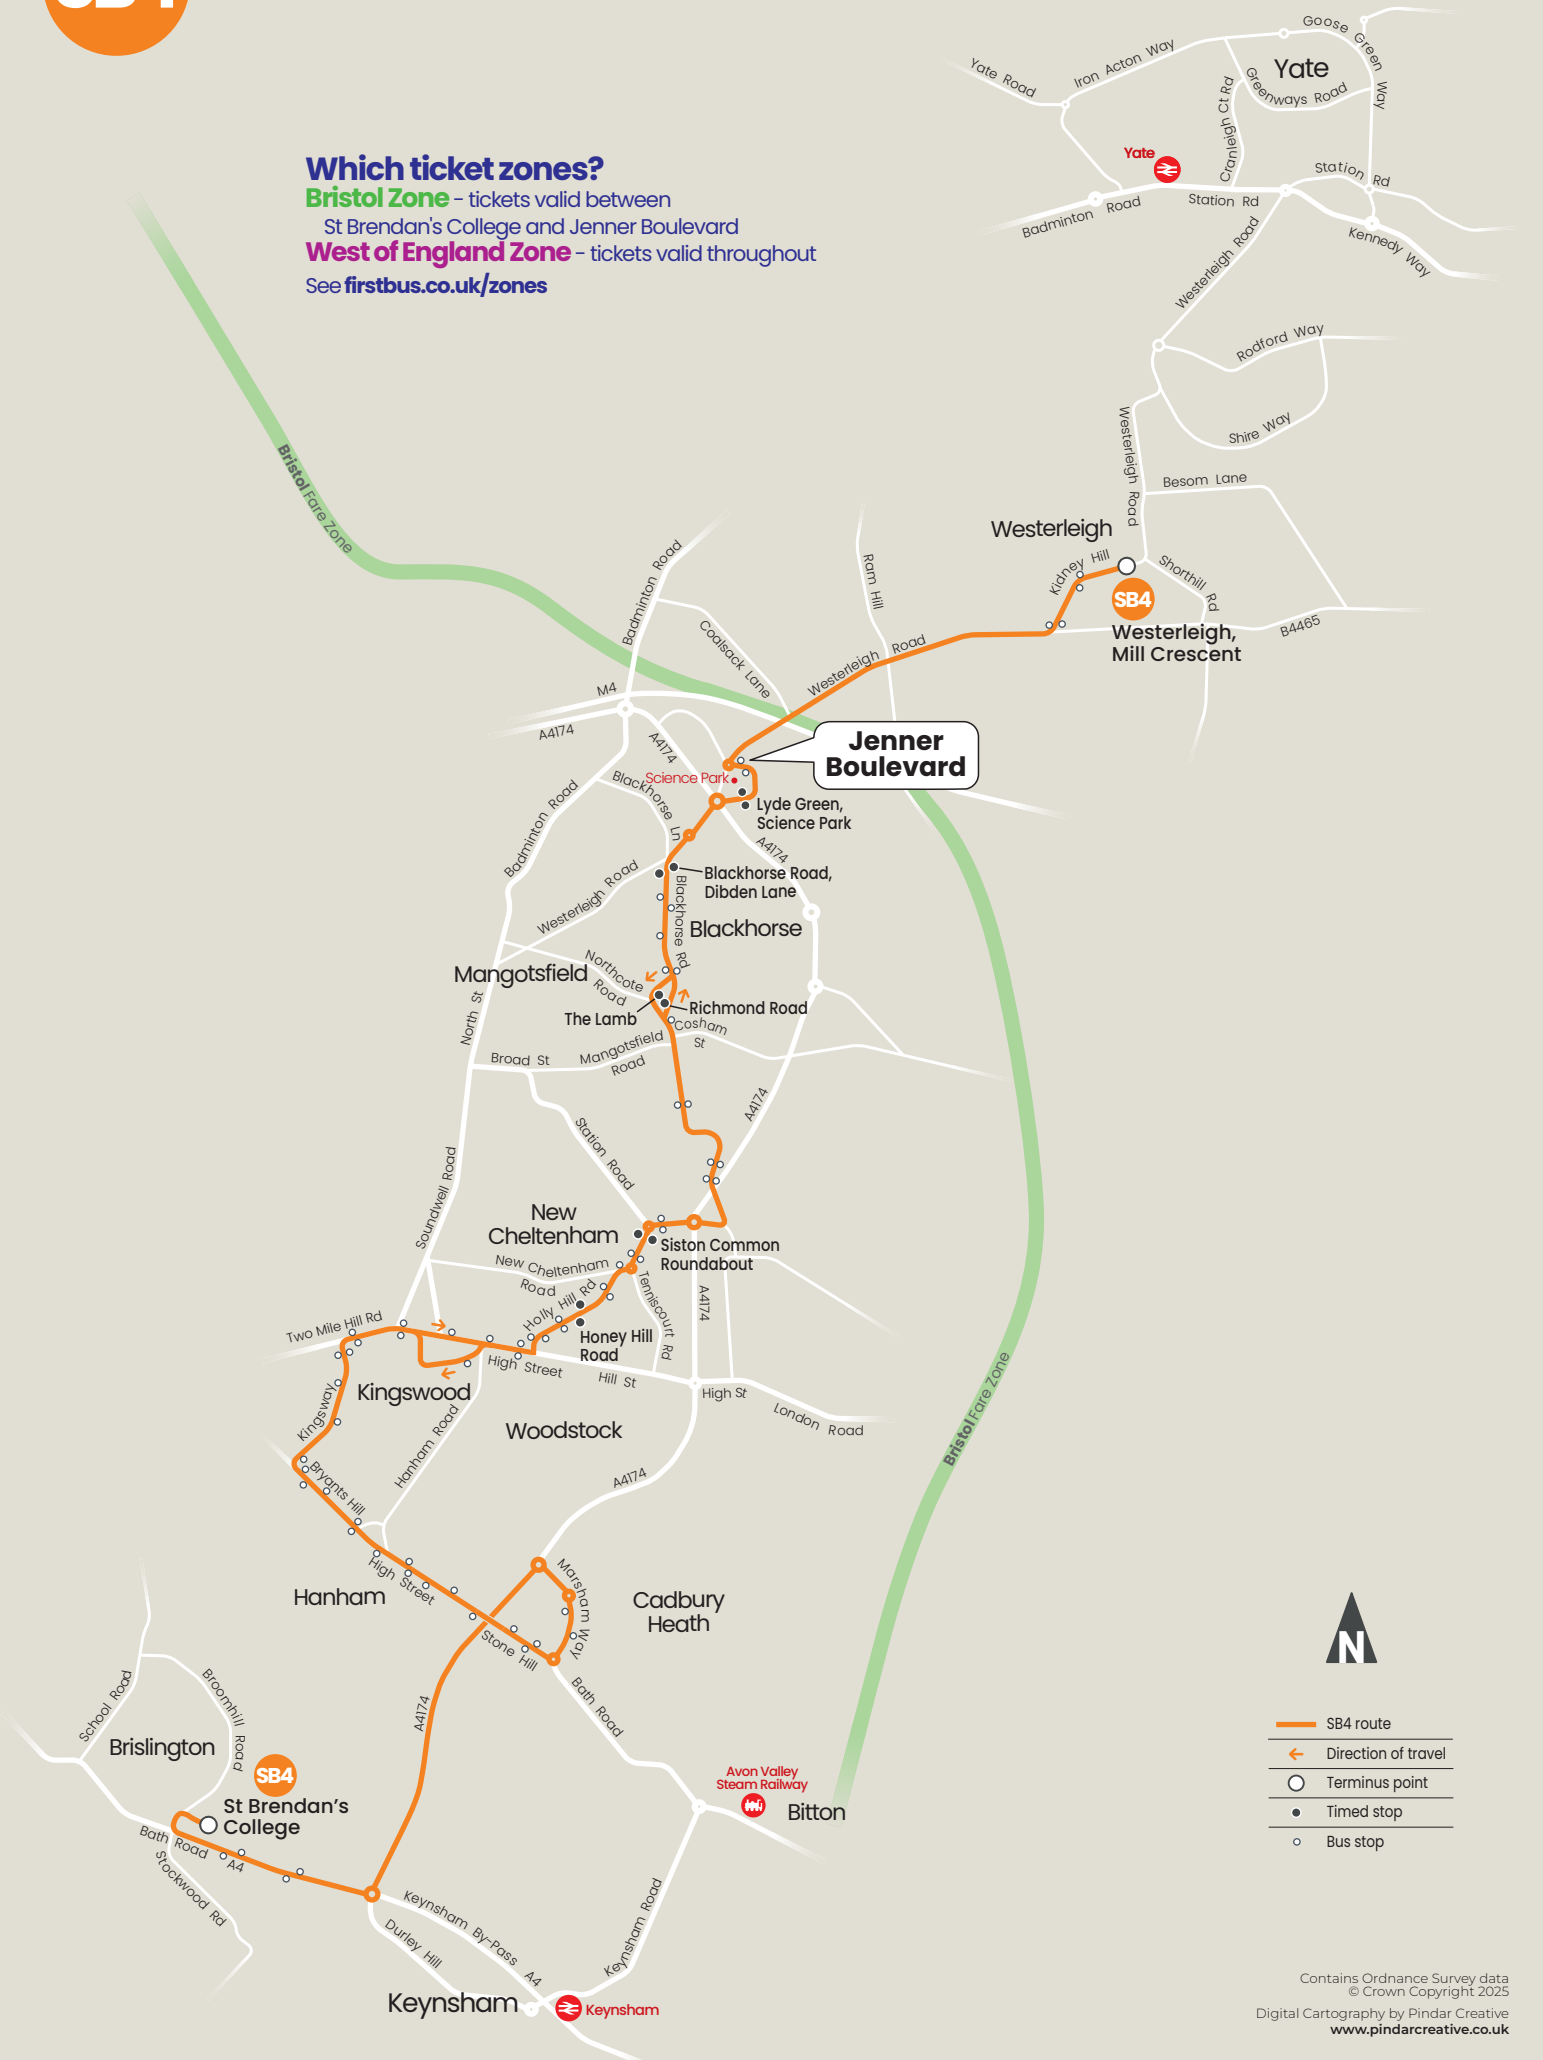 Which ticket zones?
Bristol Zone - tickets valid between
St Brendan's College and Jenner Boulevard
West of England Zone - tickets valid throughout
See firstbus.co.uk/zones
Goose Green Way
Yate
Yate Road
Iron Acton Way
Greenways Road
Cranleigh Ct Rd
Yate
Station Rd
Station Rd
Badminton Road
Kennedy Way
Westerleigh Road
Rodford Way
Shire Way
Westerleigh Road
Besom Lane
Bristol Fare Zone
Westerleigh
Kidney Hill
Shorthill Rd
SB4
Westerleigh,
Mill Crescent
B4465
Ram Hill
Badminton Road
Coalsack Lane
Westerleigh Road
M4
A4174
A4174
Jenner
Boulevard
Science Park
Blackhorse Ln
Lyde Green,
Science Park
Badminton Road
A4174
Blackhorse Road,
Dibden Lane
Westerleigh Road
Blackhorse Rd
Blackhorse
Mangotsfield
Northcote
Road
Richmond Road
The Lamb
North St
Cosham
St
Broad St
Mangotsfield
Road
A4174
Station Road
Soundwell Road
New
Cheltenham
Siston Common
Roundabout
New Cheltenham
Road
Tenniscourt Rd
A4174
Holly Hill Rd
Two Mile Hill Rd
Honey Hill
Road
High Street
Hill St
Kingswood
High St
London Road
Kingsway
Hanham Road
Woodstock
Bristol Fare Zone
A4174
Bryants Hill
High Street
Hanham
Marsham Way
Cadbury
Heath
Stone Hill
Bath Road
School Road
Broomhill Road
A4174
Brislington
SB4
St Brendan’s
College
Avon Valley
Steam Railway
Bitton
Bath Road
A4
Stockwood Rd
Keynsham By-Pass
A4
Durley Hill
Keynsham Road
Keynsham
Keynsham
N
SB4 route
Direction of travel
Terminus point
Timed stop
Bus stop
Contains Ordnance Survey data
© Crown Copyright 2025
Digital Cartography by Pindar Creative
www.pindarcreative.co.uk